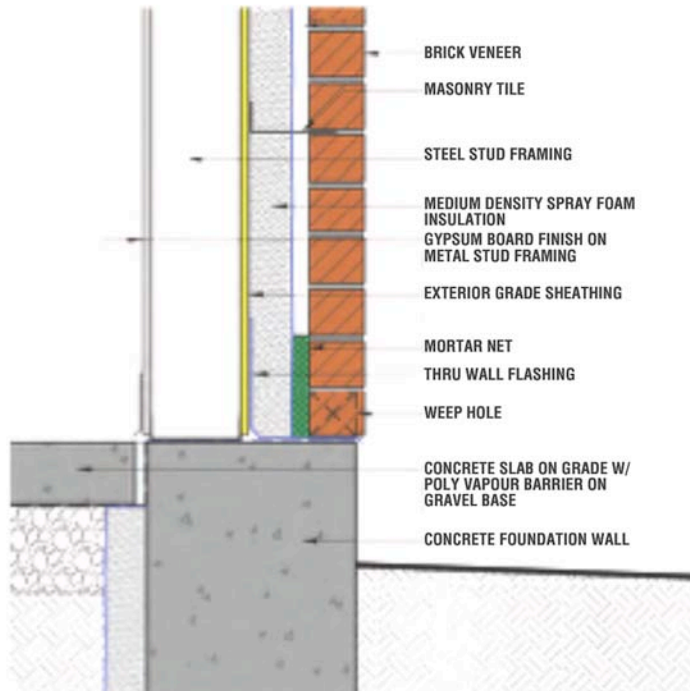 BRICK VENEER
MASONRY TILE
STEEL STUD FRAMING
MEDIUM DENSITY SPRAY FOAM
INSULATION
GYPSUM BOARD FINISH ON
METAL STUD FRAMING
EXTERIOR GRADE SHEATHING
MORTAR NET
THRU WALL FLASHING
WEEP HOLE
CONCRETE SLAB ON GRADE W/
POLY VAPOUR BARRIER ON
GRAVEL BASE
CONCRETE FOUNDATION WALL